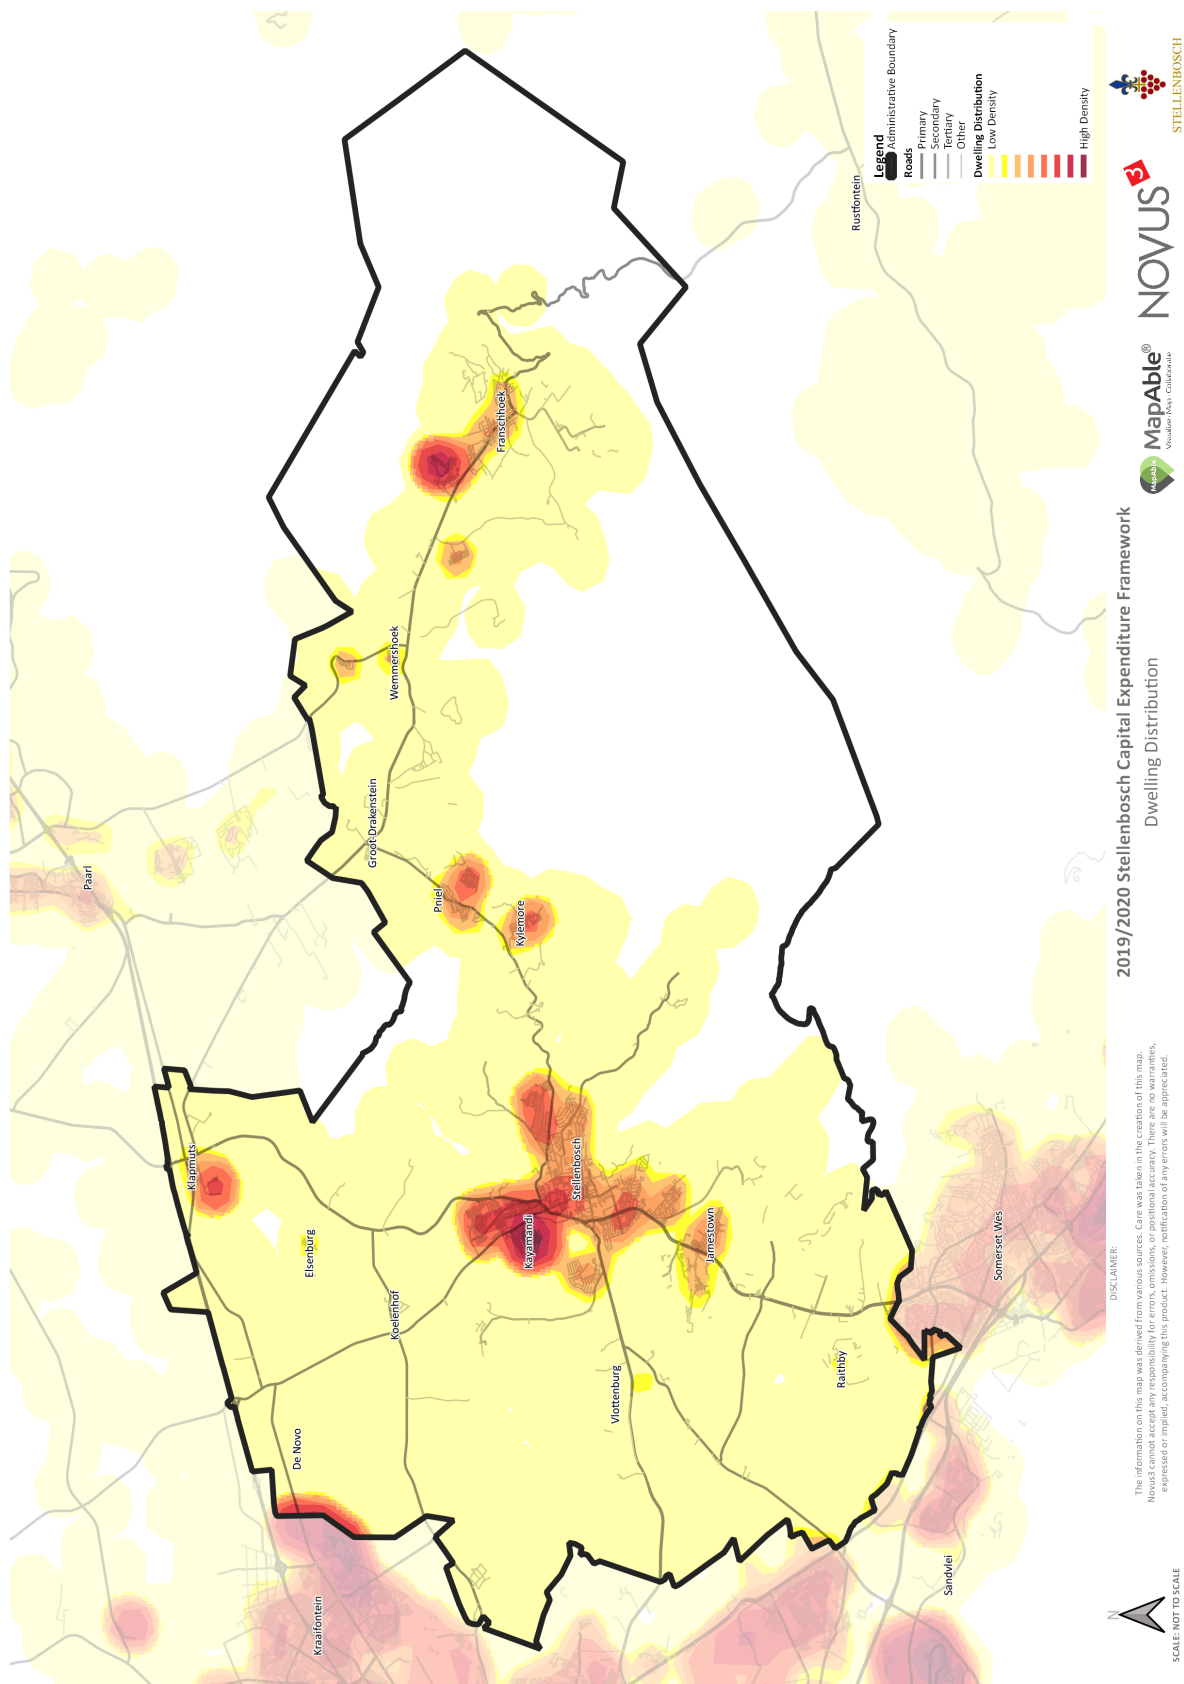 Legend
Administrative Boundary
Roads
Primary
Secondary
Tertiary
Other
Dwelling Distribution
Low Density
High Density
STELLENBOSCH
NOVUS
3
MapAble
MapAble®
Visualize · Map · Collaborate
2019/2020 Stellenbosch Capital Expenditure Framework
Dwelling Distribution
DISCLAIMER:
The information on this map was derived from various sources. Care was taken in the creation of this map.
Novus3 cannot accept any responsibility for errors, omissions, or positional accuracy. There are no warranties,
expressed or implied, accompanying this product. However, notification of any errors will be appreciated.
N
SCALE: NOT TO SCALE
Rustfontein
Franschhoek
Wemmershoek
Groot-Drakenstein
Paarl
Pniel
Kylemore
Klapmuts
Stellenbosch
Kayamandi
Jamestown
Elsenburg
Koelenhof
Somerset Wes
Raithby
Vlottenburg
De Novo
Sandvlei
Kraaifontein